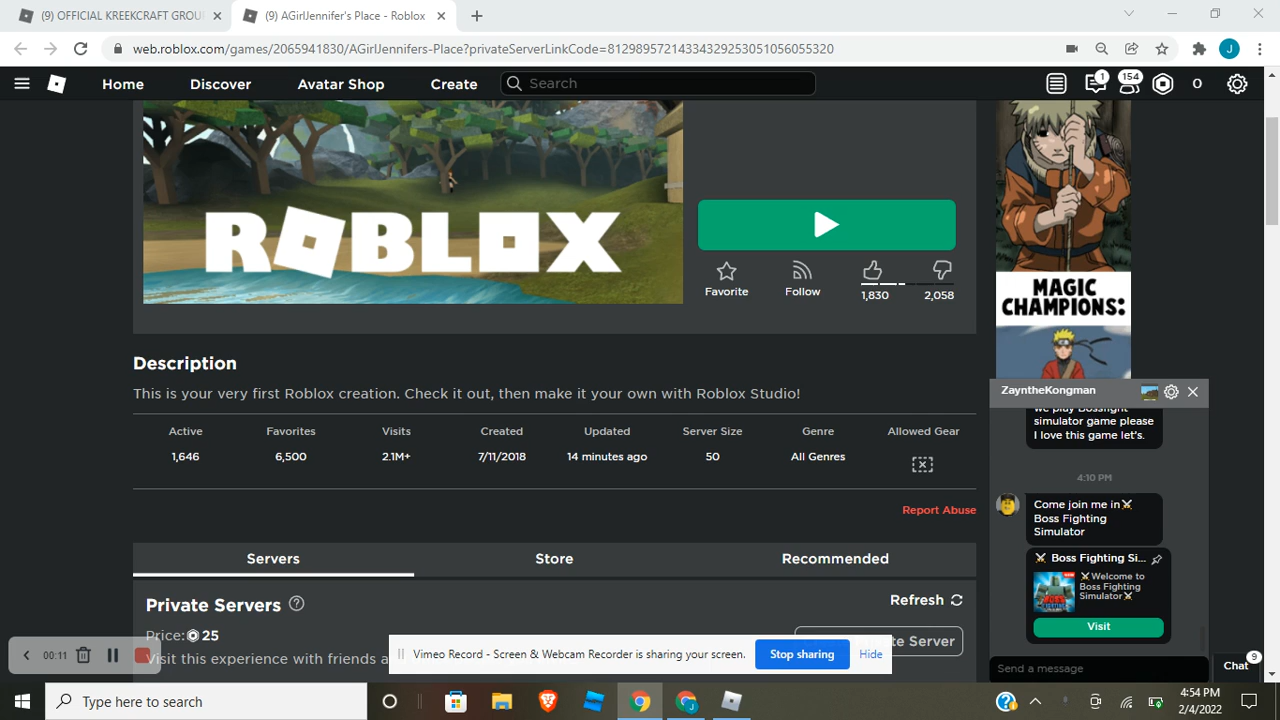 (9) OFFICIAL KREEKCRAFT GROU
(9) AGirlJennifer's Place - Roblox
web.roblox.com/games/2065941830/AGirlJennifers-Place?privateServerLinkCode=81298957214334329253051056055320
J
Home
Discover
Avatar Shop
Create
Search
1
154
0
ROBLOX
MAGIC
CHAMPIONS:
Favorite
Follow
1,830
2,058
Description
This is your very first Roblox creation. Check it out, then make it your own with Roblox Studio!
Active
Favorites
Visits
Created
Updated
Server Size
Genre
Allowed Gear
1,646
6,500
2.1M+
7/11/2018
14 minutes ago
50
All Genres
Report Abuse
Servers
Store
Recommended
Private Servers
Refresh
Price: 25
Visit this experience with friends a
te Server
ZayntheKongman
we play Bossfight
simulator game please
I love this game let's.
4:10 PM
Come join me in⚔
Boss Fighting
Simulator
⚔ Boss Fighting Si...
⚔Welcome to
Boss Fighting
Simulator⚔
Visit
Send a message
Chat
9
00:11
Vimeo Record - Screen & Webcam Recorder is sharing your screen.
Stop sharing
Hide
Type here to search
4:54 PM
2/4/2022